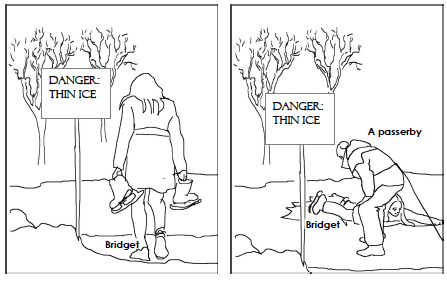 DANGER:
THIN ICE
Bridget
DANGER:
THIN ICE
A passerby
Bridget